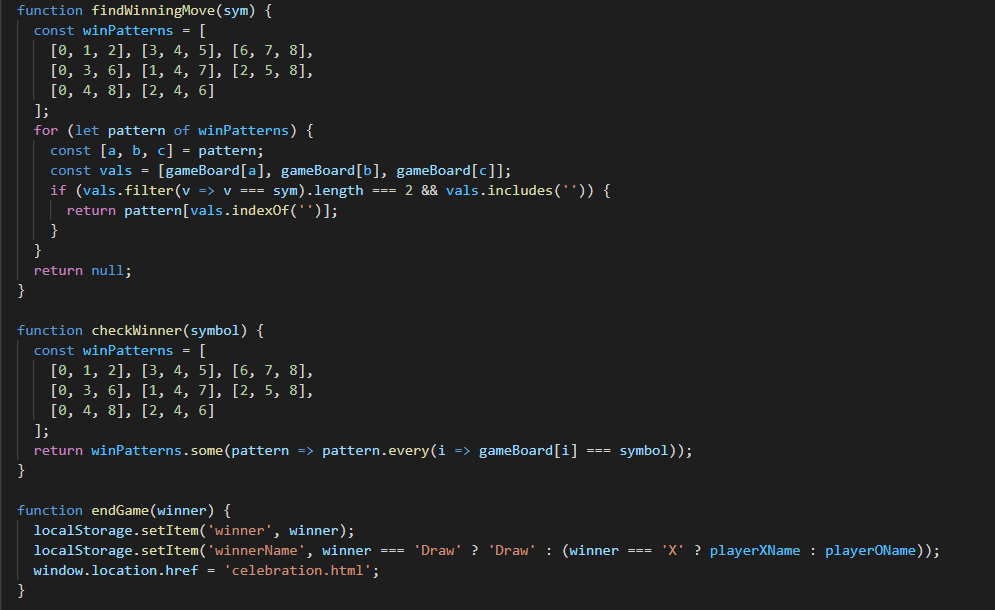 function findWinningMove(sym) {
  const winPatterns = [
    [0, 1, 2], [3, 4, 5], [6, 7, 8],
    [0, 3, 6], [1, 4, 7], [2, 5, 8],
    [0, 4, 8], [2, 4, 6]
  ];
  for (let pattern of winPatterns) {
    const [a, b, c] = pattern;
    const vals = [gameBoard[a], gameBoard[b], gameBoard[c]];
    if (vals.filter(v => v === sym).length === 2 && vals.includes('')) {
      return pattern[vals.indexOf('')];
    }
  }
  return null;
}

function checkWinner(symbol) {
  const winPatterns = [
    [0, 1, 2], [3, 4, 5], [6, 7, 8],
    [0, 3, 6], [1, 4, 7], [2, 5, 8],
    [0, 4, 8], [2, 4, 6]
  ];
  return winPatterns.some(pattern => pattern.every(i => gameBoard[i] === symbol));
}

function endGame(winner) {
  localStorage.setItem('winner', winner);
  localStorage.setItem('winnerName', winner === 'Draw' ? 'Draw' : (winner === 'X' ? playerXName : playerOName));
  window.location.href = 'celebration.html';
}